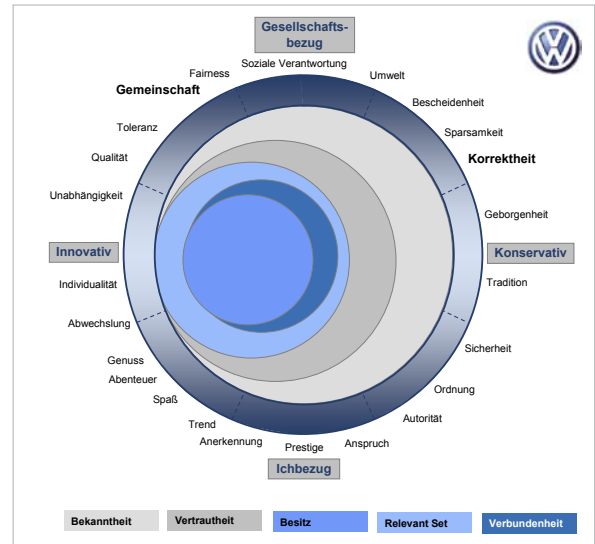 Gesellschafts-
bezug
Soziale Verantwortung
Fairness
Umwelt
Gemeinschaft
Bescheidenheit
Toleranz
Sparsamkeit
Qualität
Korrektheit
Unabhängigkeit
Geborgenheit
Innovativ
Konservativ
Individualität
Tradition
Abwechslung
Sicherheit
Genuss
Abenteuer
Ordnung
Spaß
Autorität
Trend
Anerkennung
Prestige
Anspruch
Ichbezug
Bekanntheit
Vertrautheit
Besitz
Relevant Set
Verbundenheit